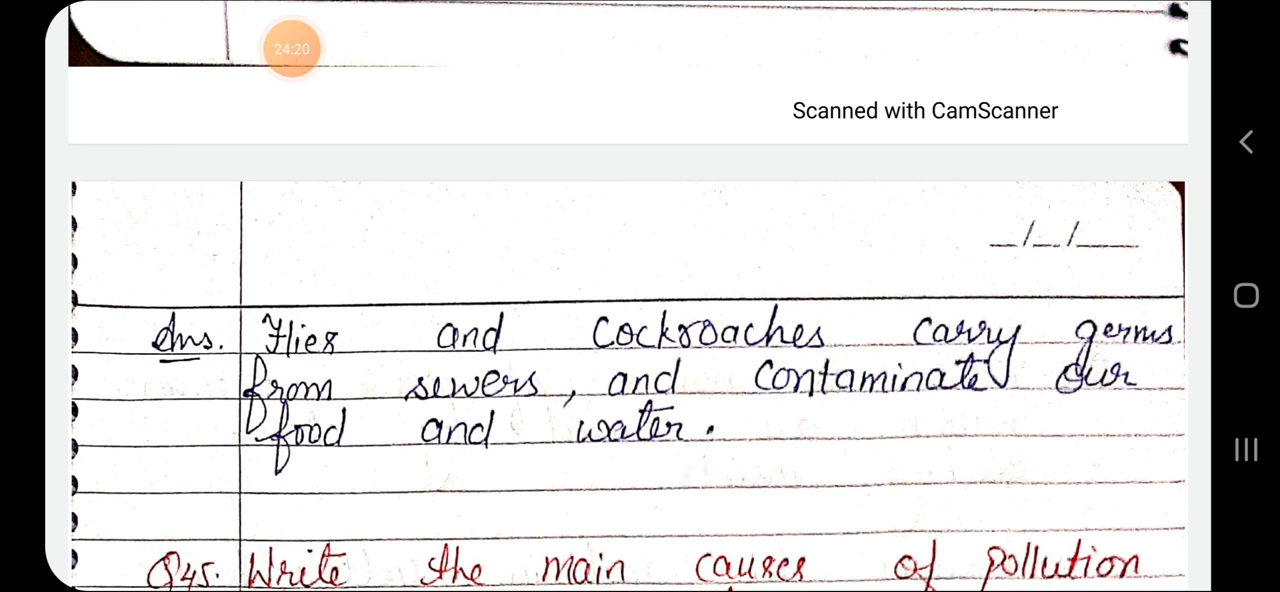 24:20
Scanned with CamScanner
_/_/__
Ans. Flies and Cockroaches carry germs
from sewers, and contaminate our
food and water.
Q45. Write the main causes of pollution